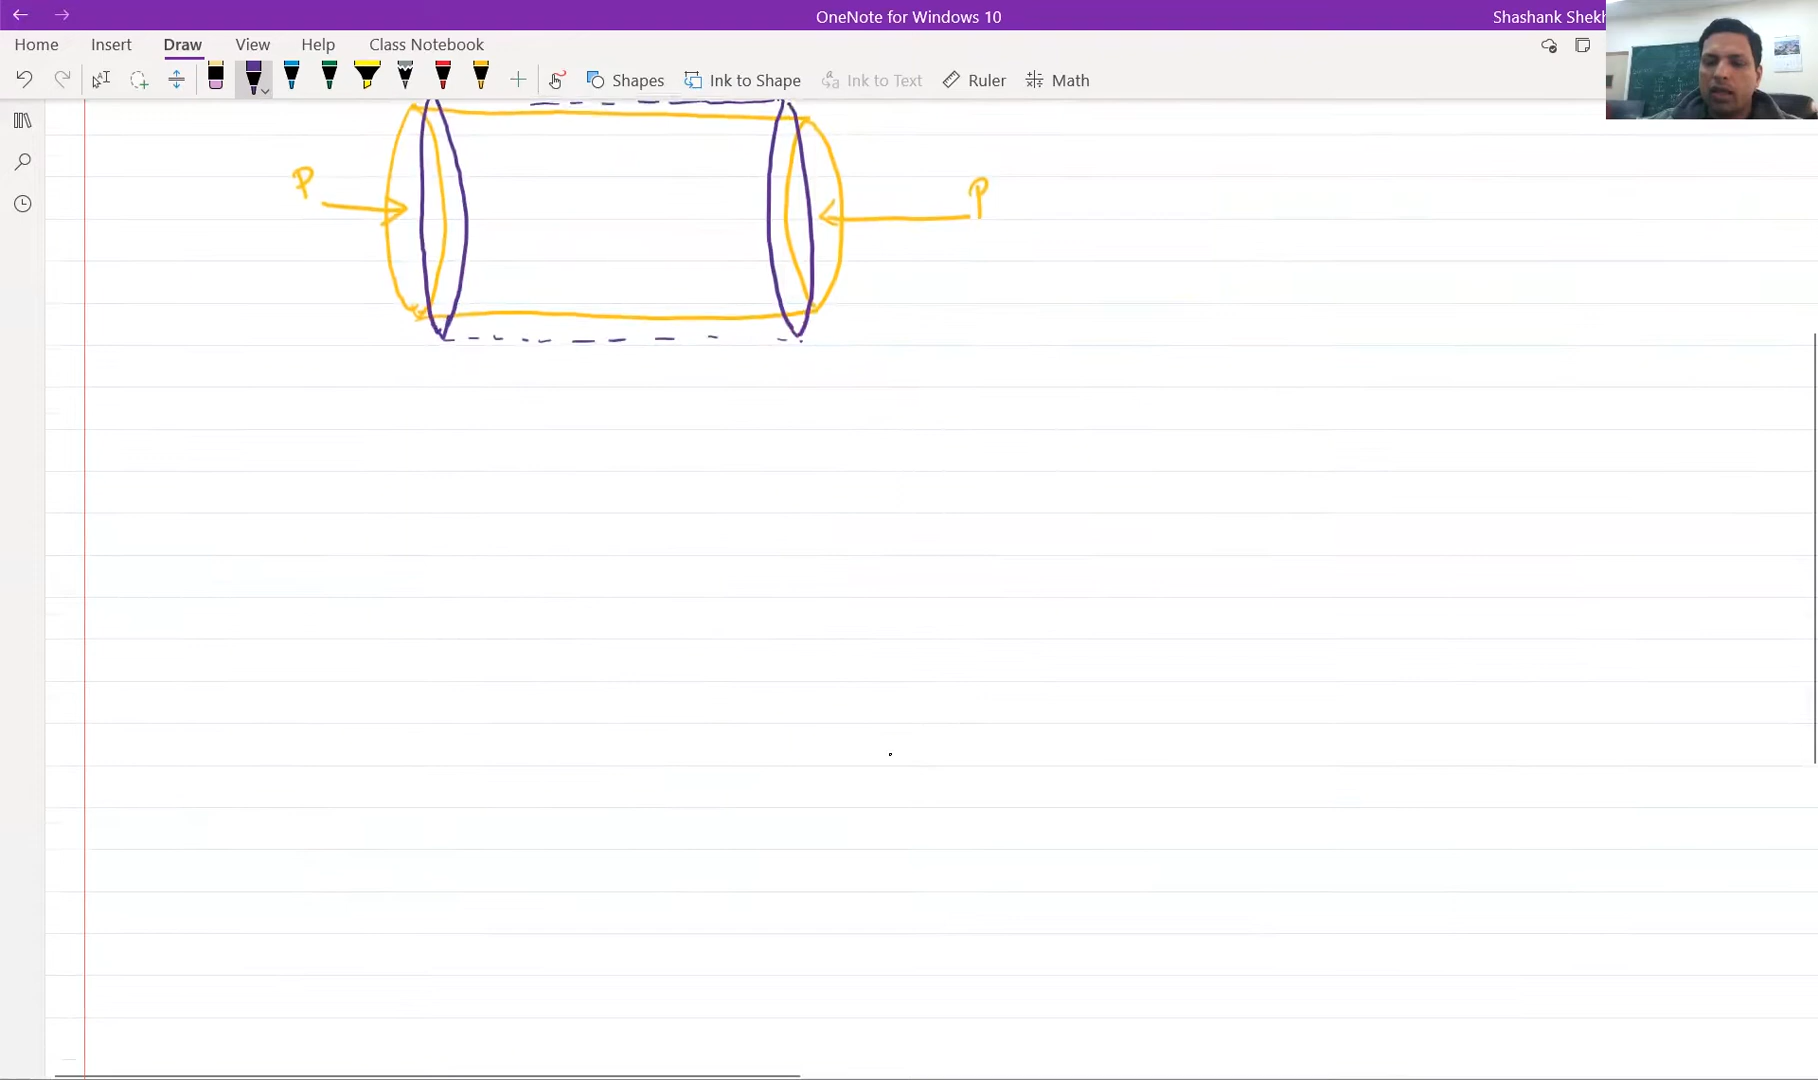 OneNote for Windows 10
Shashank Shekh
Home Insert Draw View Help Class Notebook
Shapes Ink to Shape Ink to Text Ruler Math
P
P